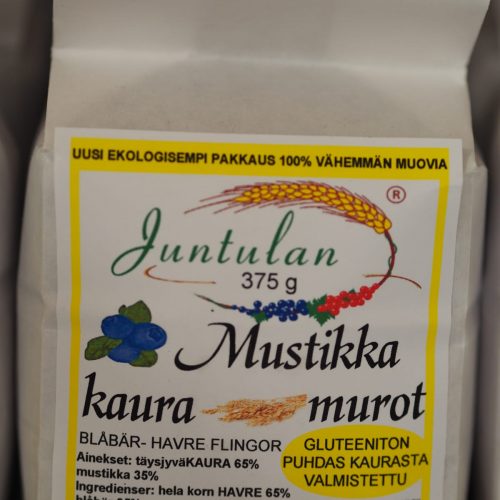 UUSI EKOLOGISEMPI PAKKAUS 100% VÄHEMMÄN MUOVIA
®
Juntulan
375 g
Mustikka
kaura murot
BLÅBÄR- HAVRE FLINGOR
GLUTEENITON
PUHDAS KAURASTA
VALMISTETTU
Ainekset: täysjyväKAURA 65%
mustikka 35%
Ingredienser: hela korn HAVRE 65%